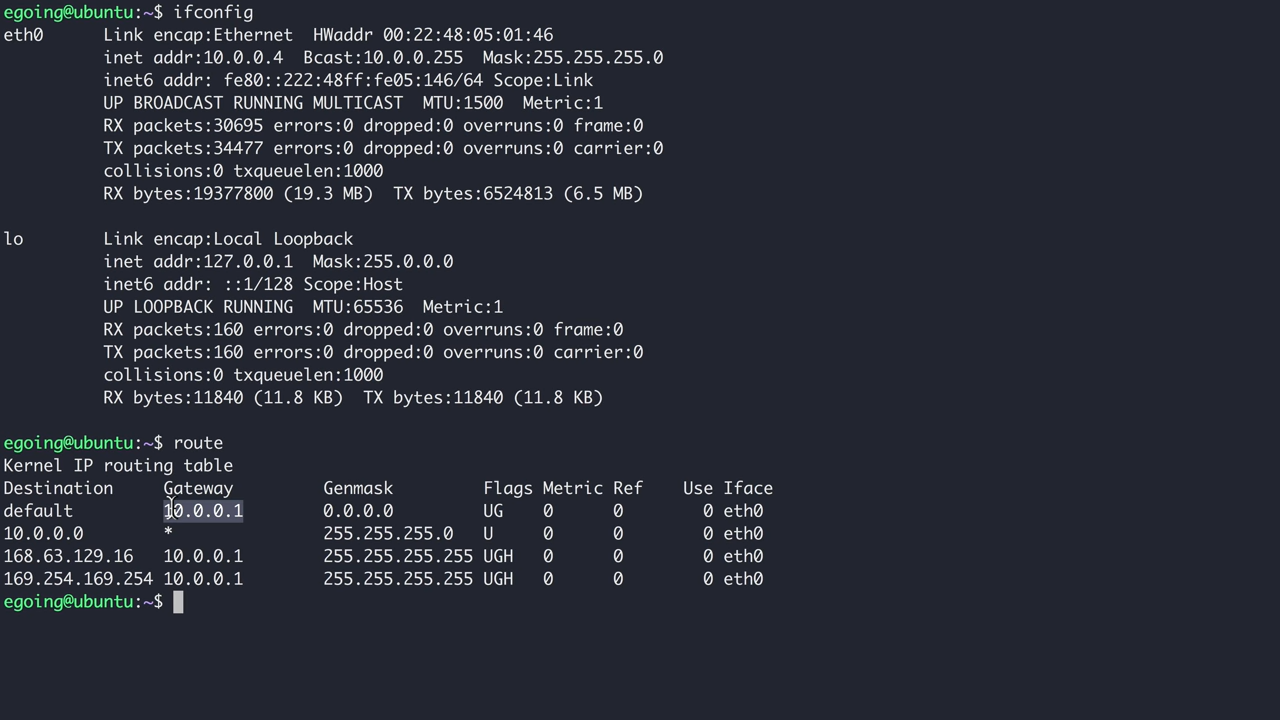 egoing@ubuntu:~$ ifconfig
eth0      Link encap:Ethernet  HWaddr 00:22:48:05:01:46
          inet addr:10.0.0.4  Bcast:10.0.0.255  Mask:255.255.255.0
          inet6 addr: fe80::222:48ff:fe05:146/64 Scope:Link
          UP BROADCAST RUNNING MULTICAST  MTU:1500  Metric:1
          RX packets:30695 errors:0 dropped:0 overruns:0 frame:0
          TX packets:34477 errors:0 dropped:0 overruns:0 carrier:0
          collisions:0 txqueuelen:1000
          RX bytes:19377800 (19.3 MB)  TX bytes:6524813 (6.5 MB)
lo        Link encap:Local Loopback
          inet addr:127.0.0.1  Mask:255.0.0.0
          inet6 addr: ::1/128 Scope:Host
          UP LOOPBACK RUNNING  MTU:65536  Metric:1
          RX packets:160 errors:0 dropped:0 overruns:0 frame:0
          TX packets:160 errors:0 dropped:0 overruns:0 carrier:0
          collisions:0 txqueuelen:1000
          RX bytes:11840 (11.8 KB)  TX bytes:11840 (11.8 KB)
egoing@ubuntu:~$ route
Kernel IP routing table
Destination     Gateway         Genmask         Flags Metric Ref    Use Iface
default         10.0.0.1        0.0.0.0         UG    0      0        0 eth0
10.0.0.0        *               255.255.255.0   U     0      0        0 eth0
168.63.129.16   10.0.0.1        255.255.255.255 UGH   0      0        0 eth0
169.254.169.254 10.0.0.1        255.255.255.255 UGH   0      0        0 eth0
egoing@ubuntu:~$